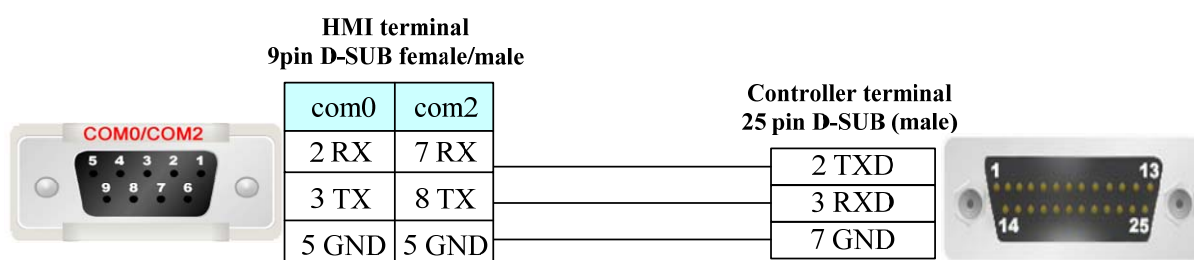 HMI terminal
9pin D-SUB female/male
com0 com2
2 RX 7 RX
3 TX 8 TX
5 GND 5 GND
COM0/COM2
5 4 3 2 1
9 8 7 6
Controller terminal
25 pin D-SUB (male)
2 TXD
3 RXD
7 GND
1 13
14 25